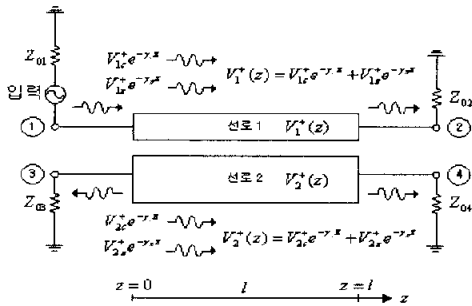 Z₀₁
V₁c⁺e^(-γcz)
V₁π⁺e^(-γπz)
V₁⁺(z) = V₁c⁺e^(-γcz) + V₁π⁺e^(-γπz)
입력
Z₀₂
1
선로 1 V₁⁺(z)
2
3
선로 2 V₂⁺(z)
4
Z₀₃
Z₀₄
V₂c⁺e^(-γcz)
V₂π⁺e^(-γπz)
V₂⁺(z) = V₂c⁺e^(-γcz) + V₂π⁺e^(-γπz)
z=0
l
z=l
z